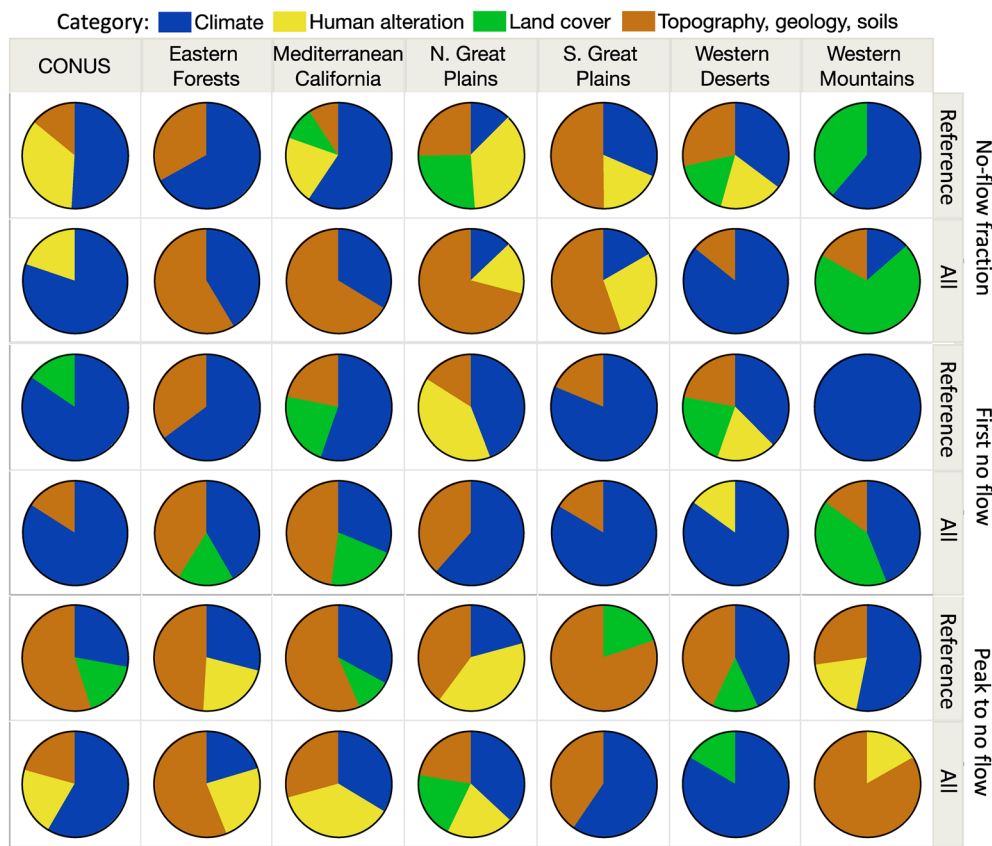 Category: Climate Human alteration Land cover Topography, geology, soils
CONUS
Eastern
Forests
Mediterranean
California
N. Great
Plains
S. Great
Plains
Western
Deserts
Western
Mountains
No-flow fraction
Reference
All
First no flow
Reference
All
Peak to no flow
Reference
All